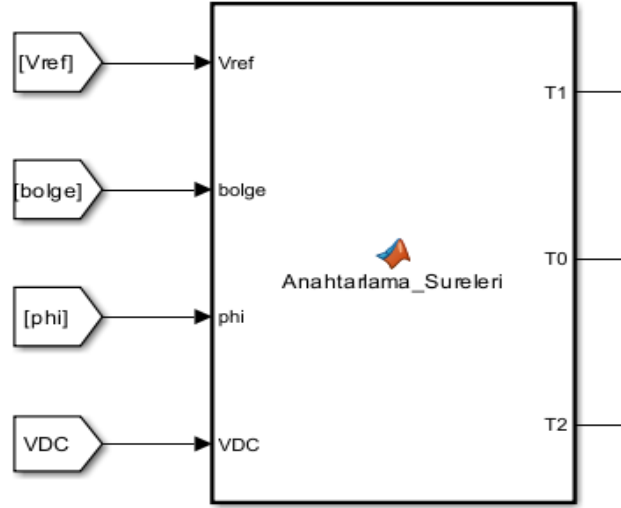 [Vref]
Vref
T1
[bolge]
bolge
T0
Anahtarlama_Sureleri
[phi]
phi
T2
VDC
VDC